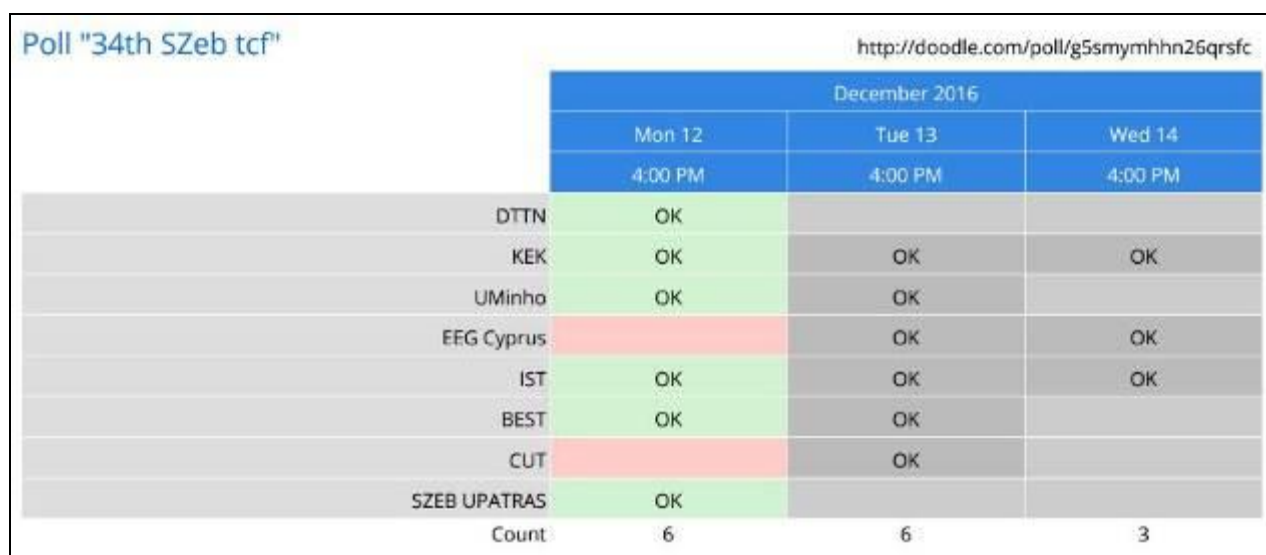 Poll "34th SZeb tcf" http://doodle.com/poll/g5smymhhn26qrsfc
December 2016
Mon 12 Tue 13 Wed 14
4:00 PM 4:00 PM 4:00 PM
DTTN OK
KEK OK OK OK
UMinho OK OK
EEG Cyprus OK OK
IST OK OK OK
BEST OK OK
CUT OK
SZEB UPATRAS OK
Count 6 6 3